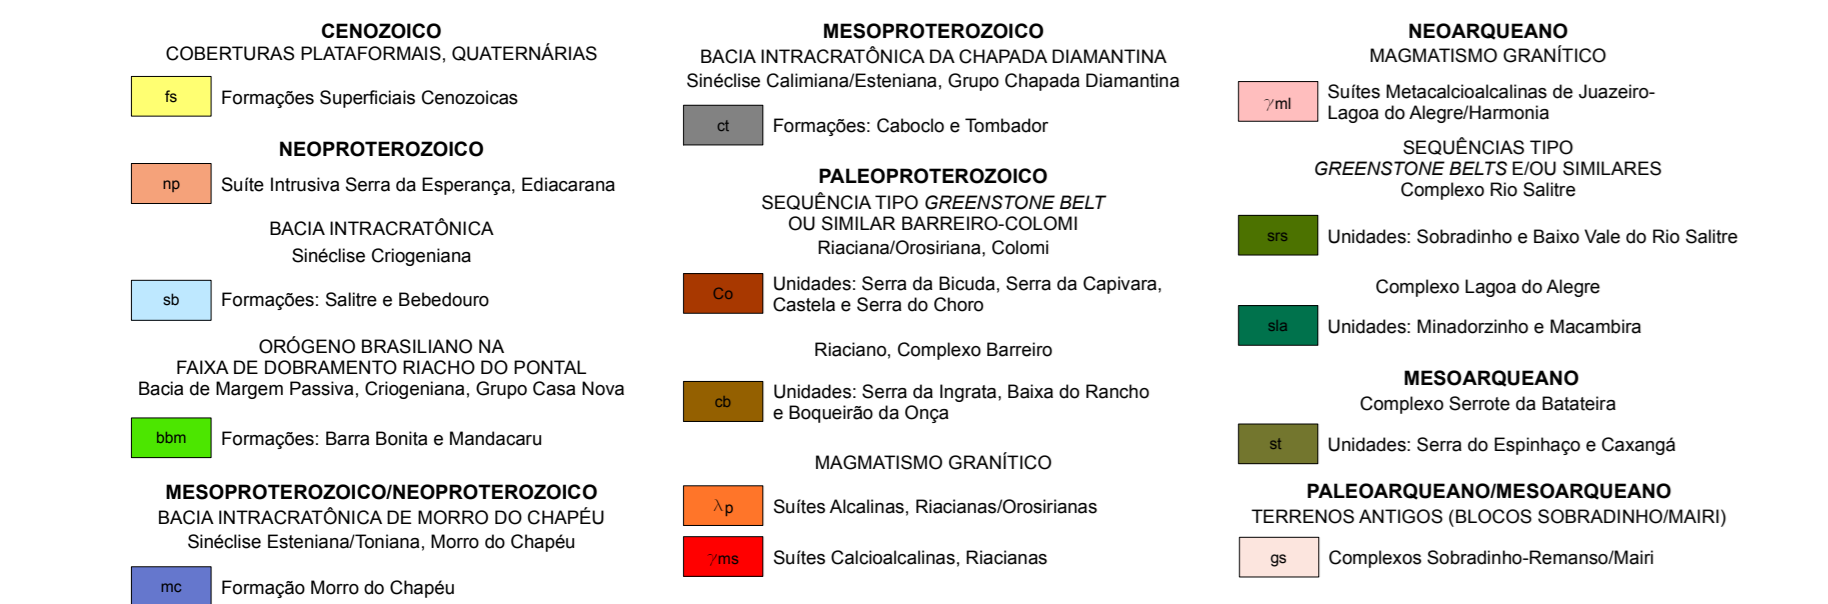 CENOZOICO
COBERTURAS PLATAFORMAIS, QUATERNÁRIAS
fs Formações Superficiais Cenozoicas
NEOPROTEROZOICO
np Suíte Intrusiva Serra da Esperança, Ediacarana
BACIA INTRACRATÔNICA
Sinéclise Criogeniana
sb Formações: Salitre e Bebedouro
ORÓGENO BRASILIANO NA
FAIXA DE DOBRAMENTO RIACHO DO PONTAL
Bacia de Margem Passiva, Criogeniana, Grupo Casa Nova
bbm Formações: Barra Bonita e Mandacaru
MESOPROTEROZOICO/NEOPROTEROZOICO
BACIA INTRACRATÔNICA DE MORRO DO CHAPÉU
Sinéclise Esteniana/Toniana, Morro do Chapéu
mc Formação Morro do Chapéu
MESOPROTEROZOICO
BACIA INTRACRATÔNICA DA CHAPADA DIAMANTINA
Sinéclise Calimiana/Esteniana, Grupo Chapada Diamantina
ct Formações: Caboclo e Tombador
PALEOPROTEROZOICO
SEQUÊNCIA TIPO GREENSTONE BELT
OU SIMILAR BARREIRO-COLOMI
Riaciana/Orosiriana, Colomi
Co Unidades: Serra da Bicuda, Serra da Capivara,
Castela e Serra do Choro
Riaciano, Complexo Barreiro
cb Unidades: Serra da Ingrata, Baixa do Rancho
e Boqueirão da Onça
MAGMATISMO GRANÍTICO
λp Suítes Alcalinas, Riacianas/Orosirianas
γms Suítes Calcioalcalinas, Riacianas
NEOARQUEANO
MAGMATISMO GRANÍTICO
γml Suítes Metacalcioalcalinas de Juazeiro-
Lagoa do Alegre/Harmonia
SEQUÊNCIAS TIPO
GREENSTONE BELTS E/OU SIMILARES
Complexo Rio Salitre
srs Unidades: Sobradinho e Baixo Vale do Rio Salitre
Complexo Lagoa do Alegre
sla Unidades: Minadorzinho e Macambira
MESOARQUEANO
Complexo Serrote da Batateira
st Unidades: Serra do Espinhaço e Caxangá
PALEOARQUEANO/MESOARQUEANO
TERRENOS ANTIGOS (BLOCOS SOBRADINHO/MAIRI)
gs Complexos Sobradinho-Remanso/Mairi